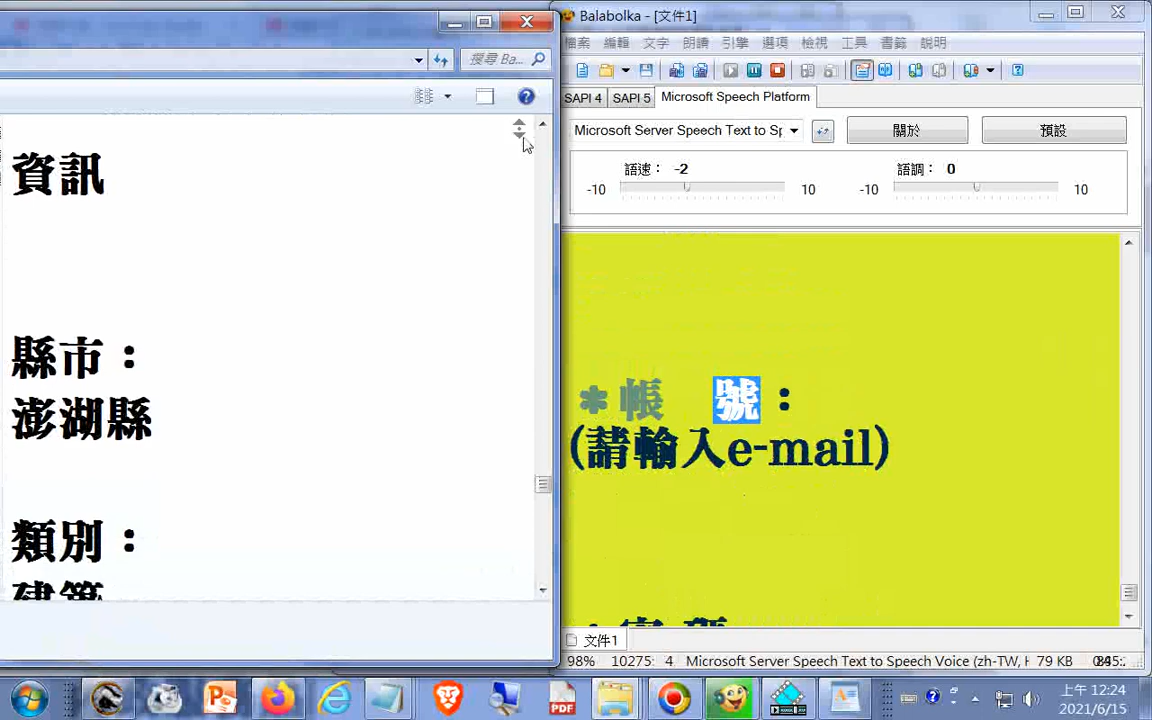 搜尋 Ba...
資訊
縣市：
澎湖縣
類別：
Balabolka - [文件1]
檔案 編輯 文字 朗讀 引擎 選項 檢視 工具 書籤 說明
SAPI 4 SAPI 5 Microsoft Speech Platform
Microsoft Server Speech Text to Sp
關於
預設
語速： -2
語調： 0
-10 10 -10 10
＊帳 號：
(請輸入e-mail)
文件1
98% 10275: 4 Microsoft Server Speech Text to Speech Voice (zh-TW, H 79 KB
PDF
上午 12:24
2021/6/15